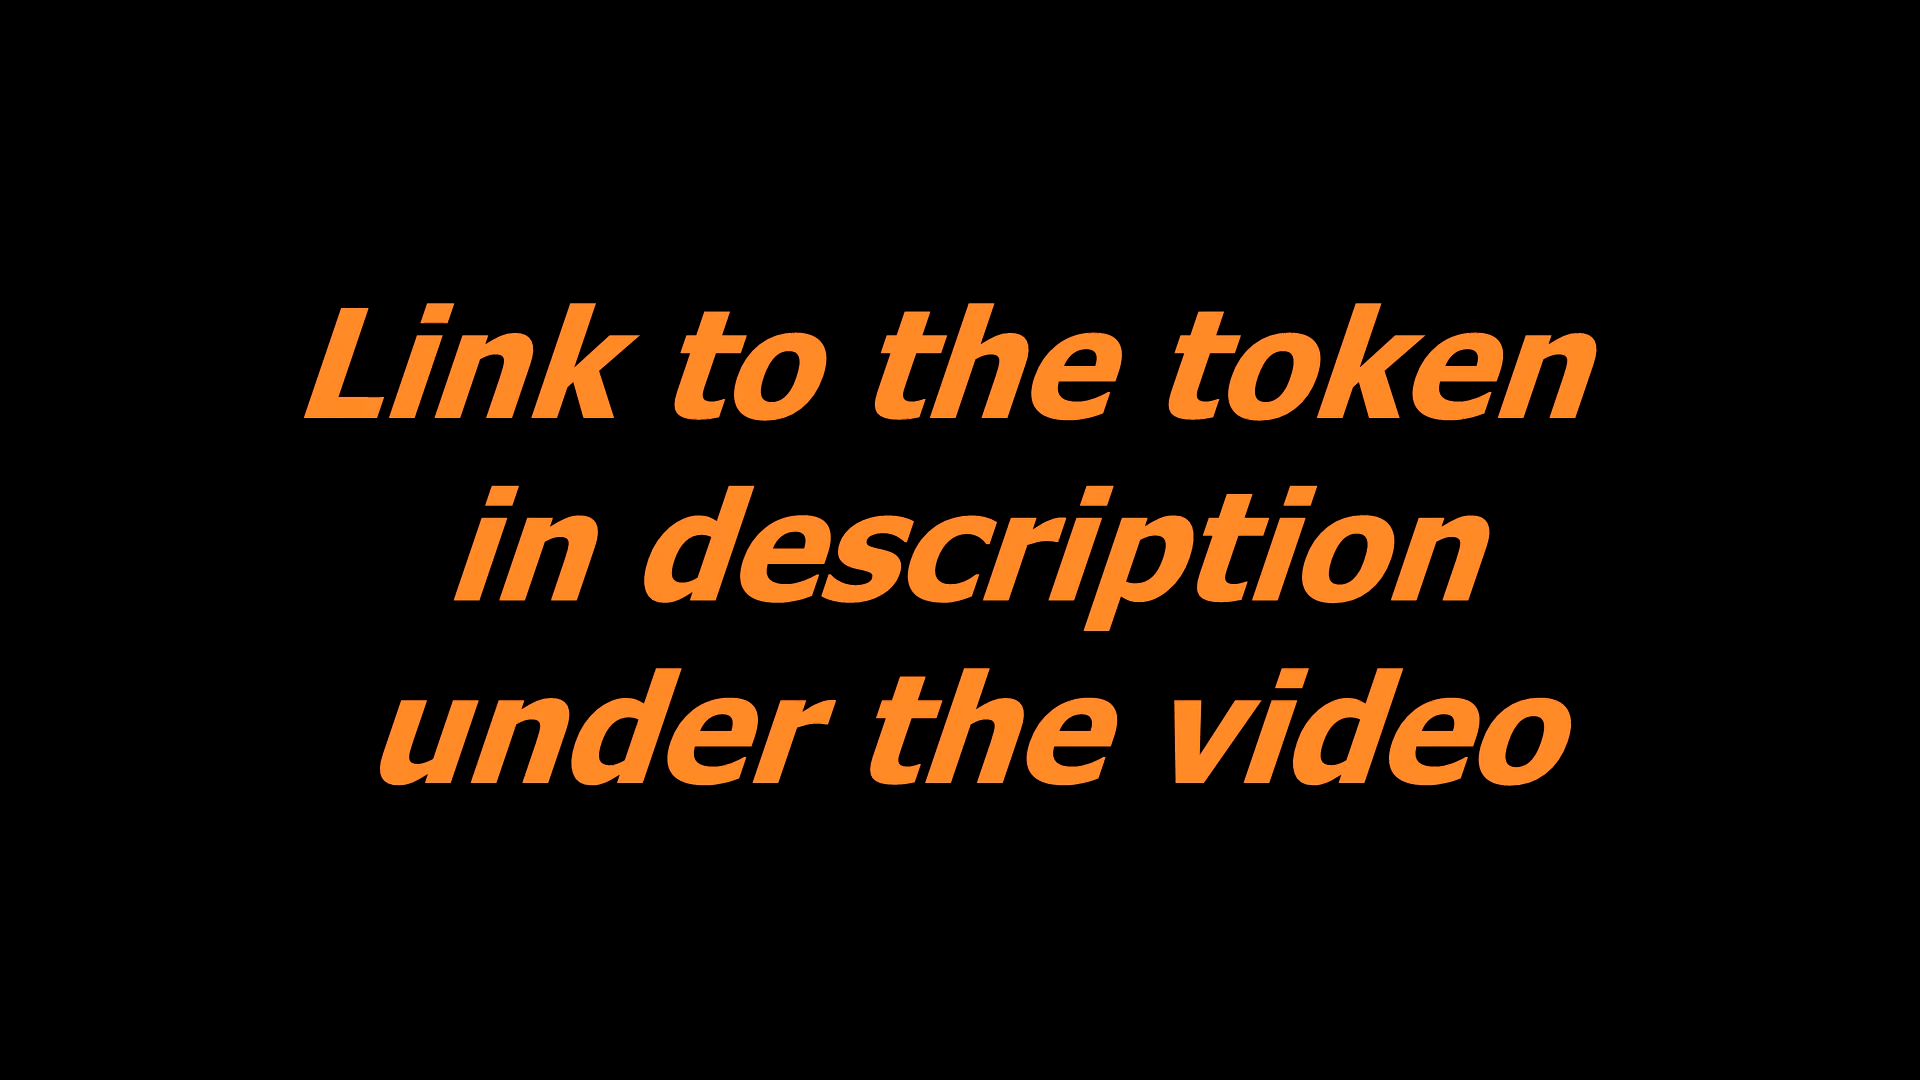 Link to the token
in description
under the video